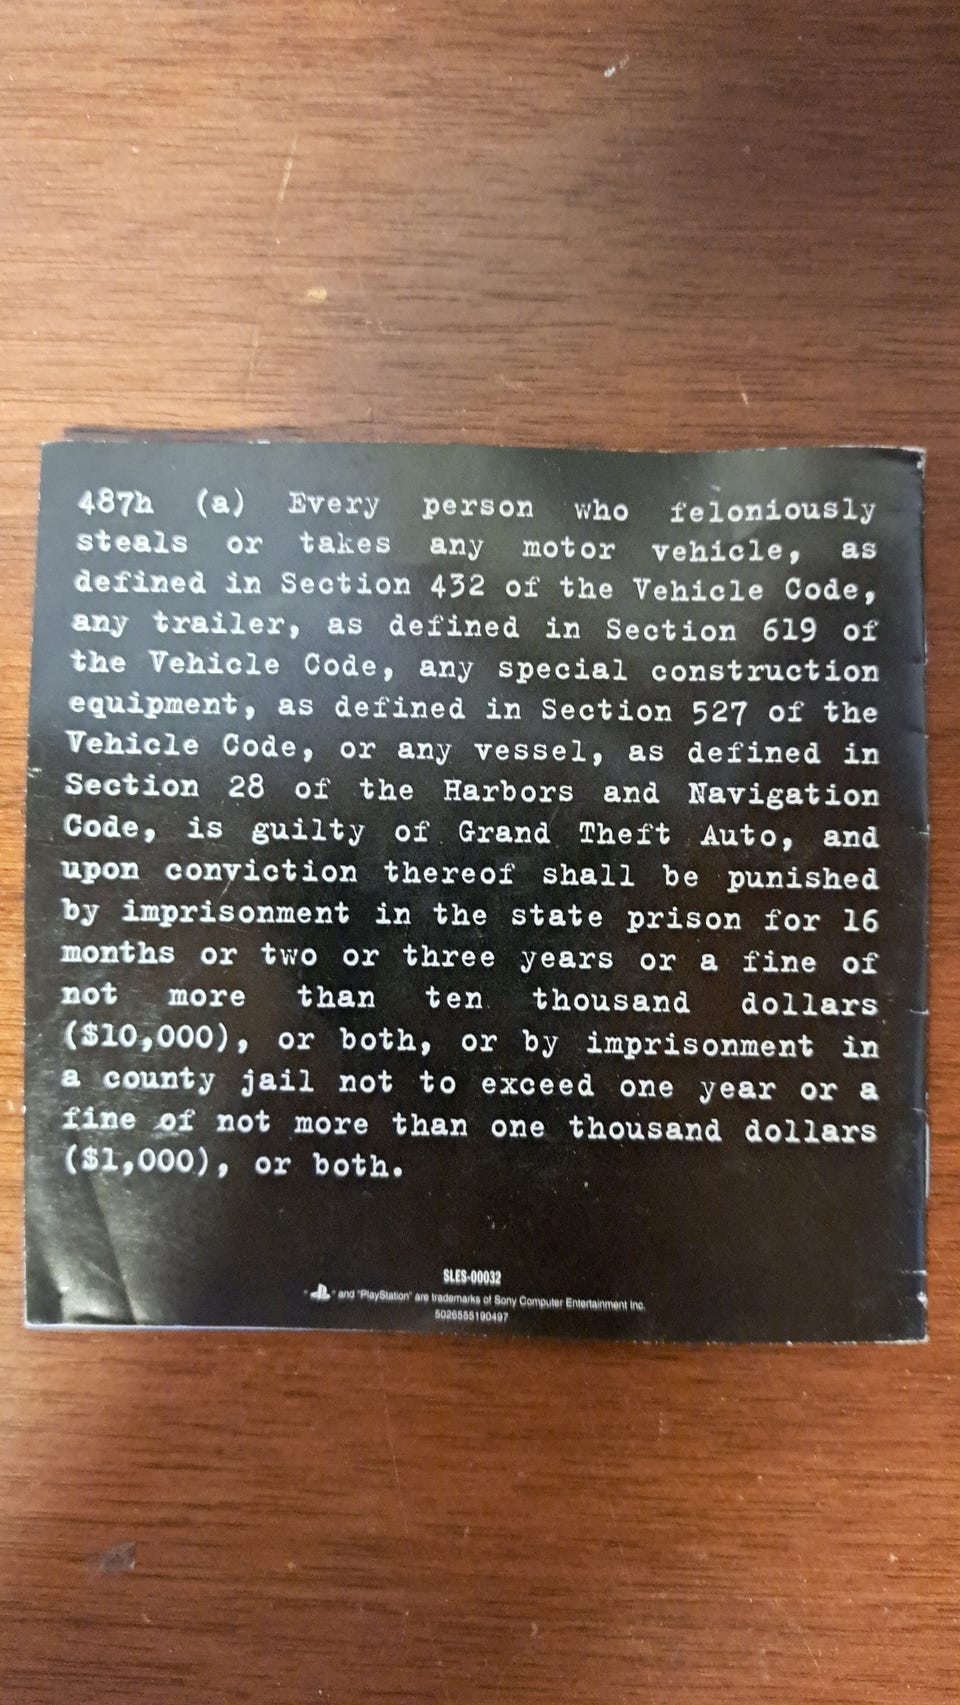 487h (a) Every person who feloniously
steals or takes any motor vehicle, as
defined in Section 432 of the Vehicle Code,
any trailer, as defined in Section 619 of
the Vehicle Code, any special construction
equipment, as defined in Section 527 of the
Vehicle Code, or any vessel, as defined in
Section 28 of the Harbors and Navigation
Code, is guilty of Grand Theft Auto, and
upon conviction thereof shall be punished
by imprisonment in the state prison for 16
months or two or three years or a fine of
not more than ten thousand dollars
($10,000), or both, or by imprisonment in
a county jail not to exceed one year or a
fine of not more than one thousand dollars
($1,000), or both.
SLES-00032
" " and "PlayStation" are trademarks of Sony Computer Entertainment Inc.
5026555190497